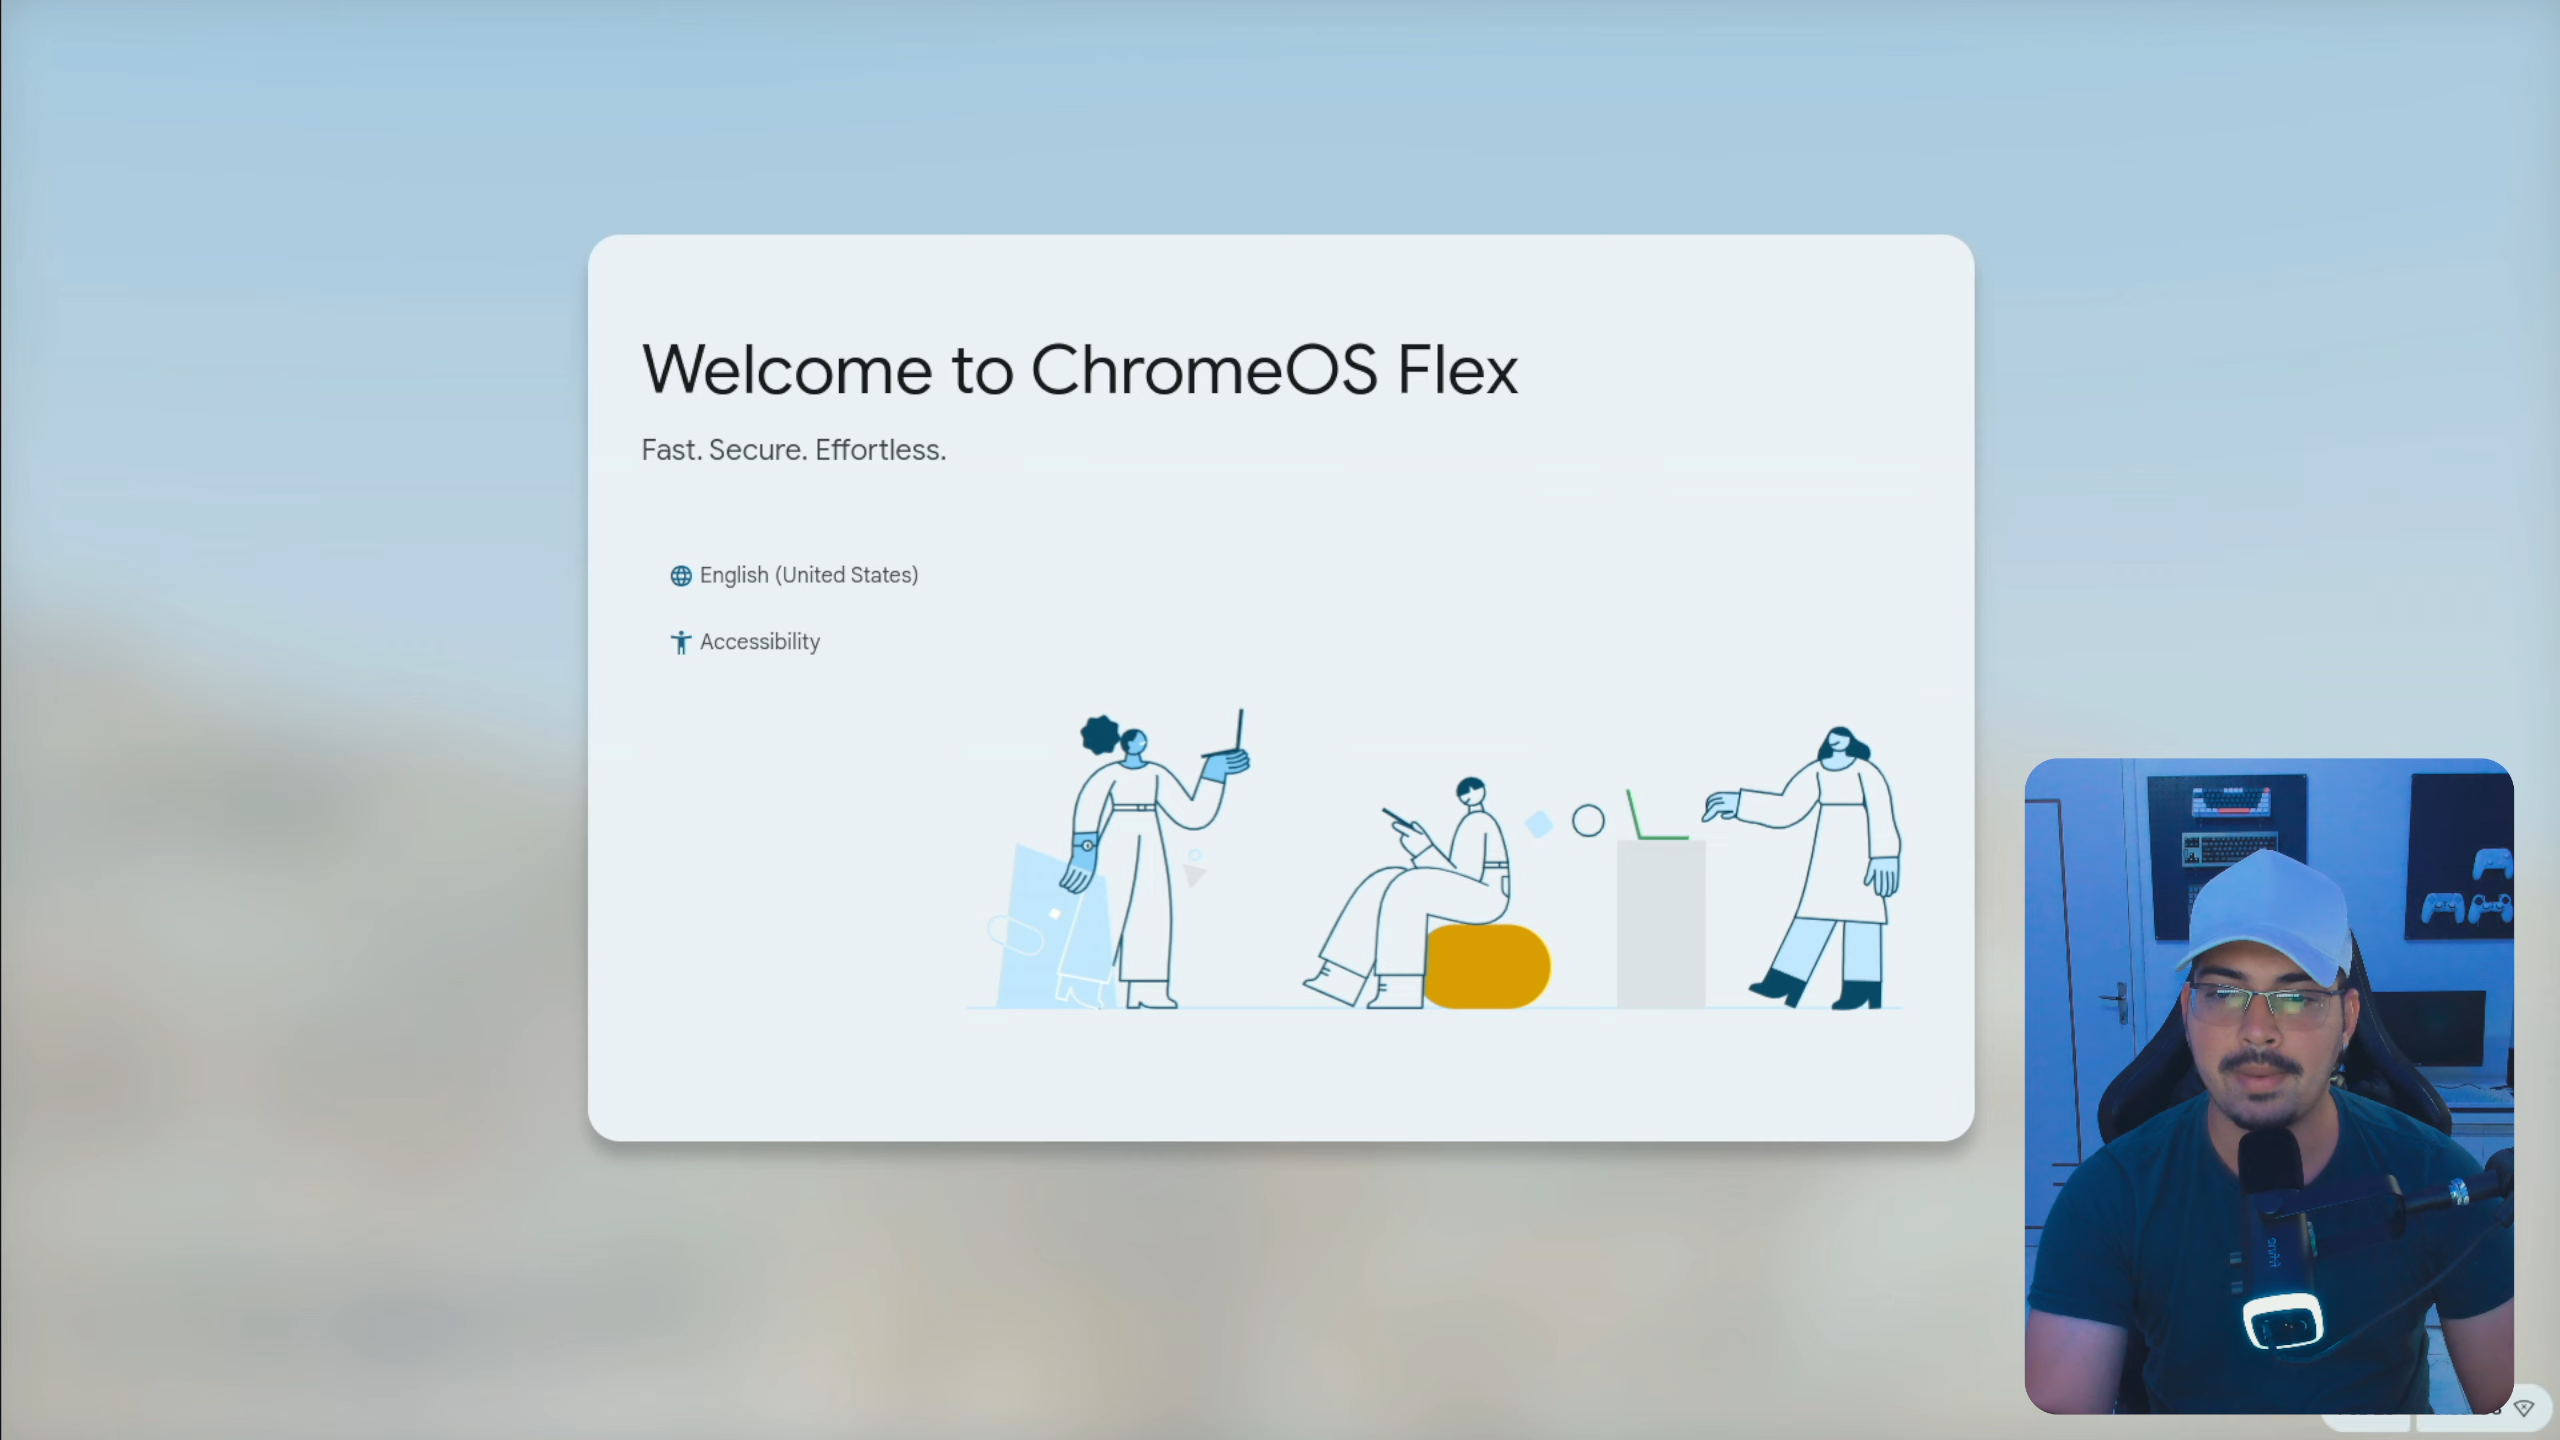 Welcome to ChromeOS Flex
Fast. Secure. Effortless.
English (United States)
Accessibility